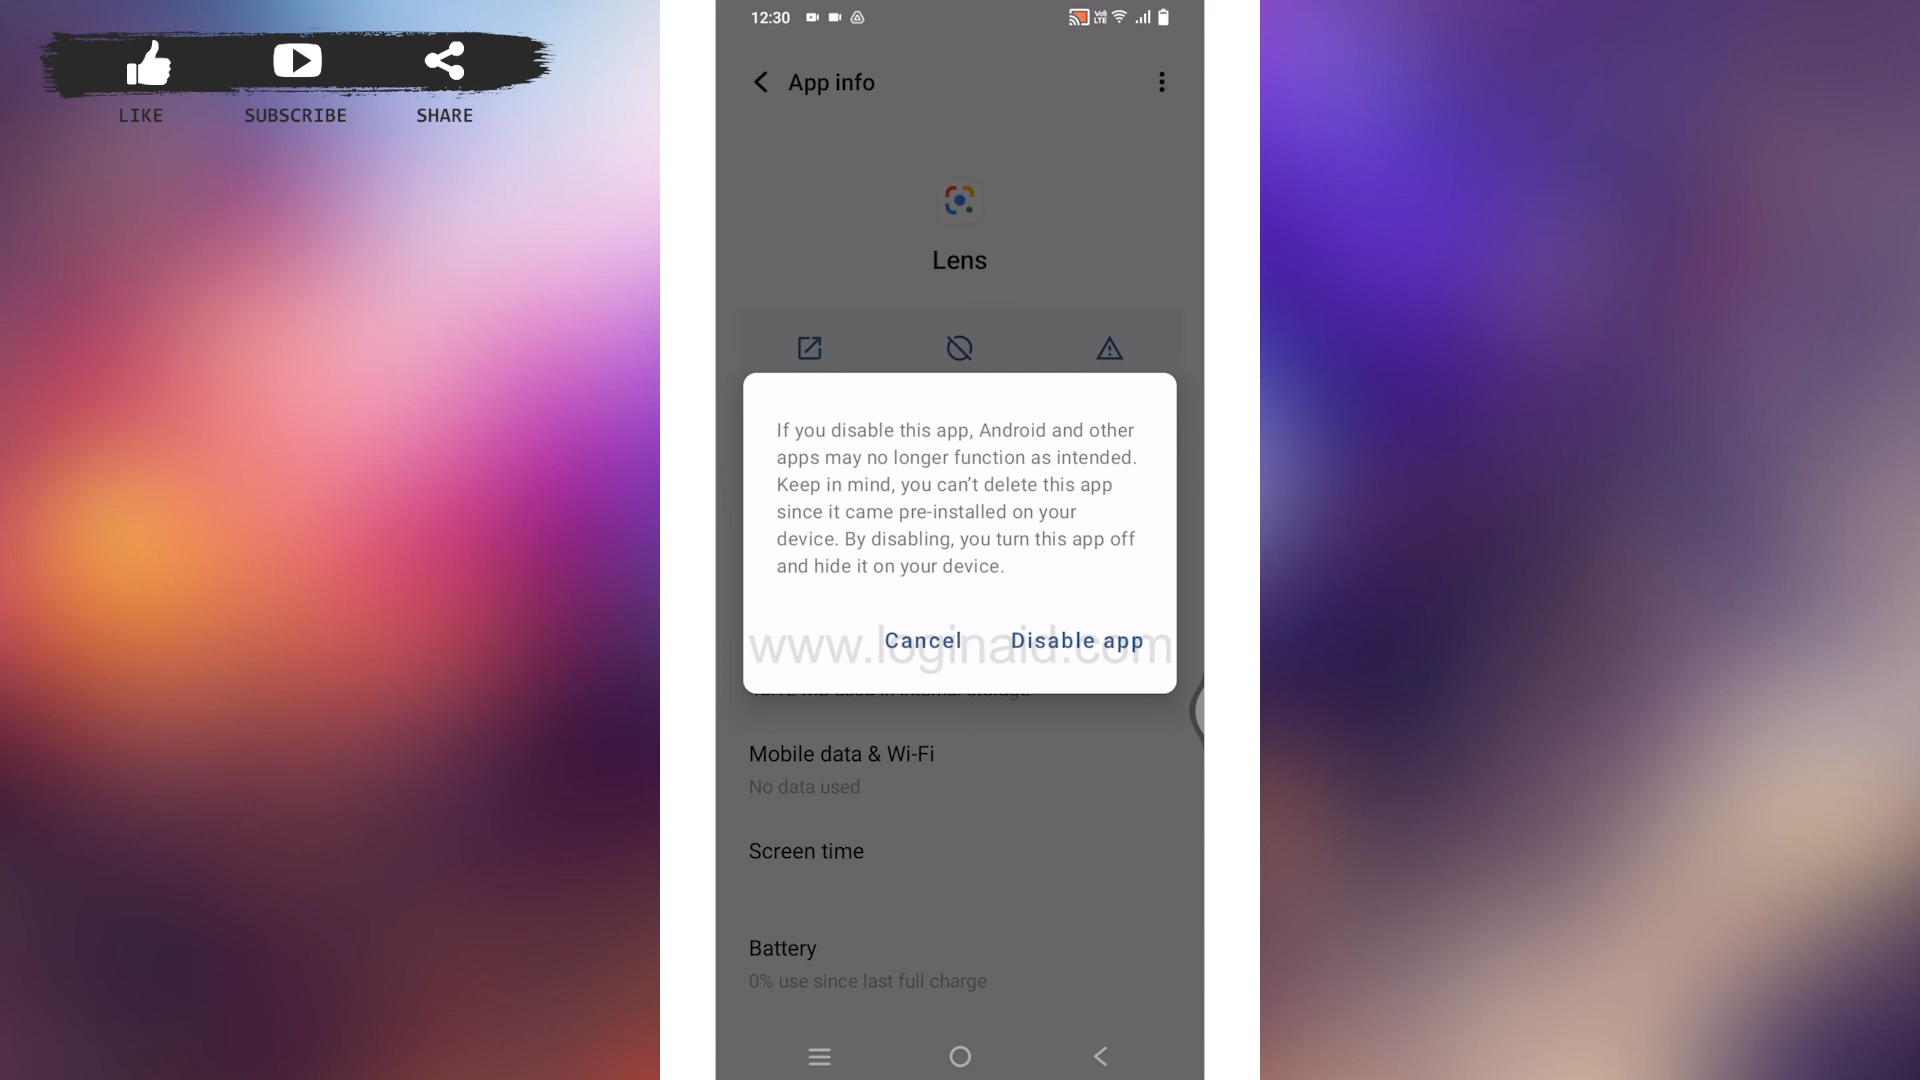 LIKE
SUBSCRIBE
SHARE
12:30
App info
Lens
If you disable this app, Android and other
apps may no longer function as intended.
Keep in mind, you can’t delete this app
since it came pre-installed on your
device. By disabling, you turn this app off
and hide it on your device.
Cancel Disable app
www.loginaid.com
Mobile data & Wi-Fi
No data used
Screen time
Battery
0% use since last full charge